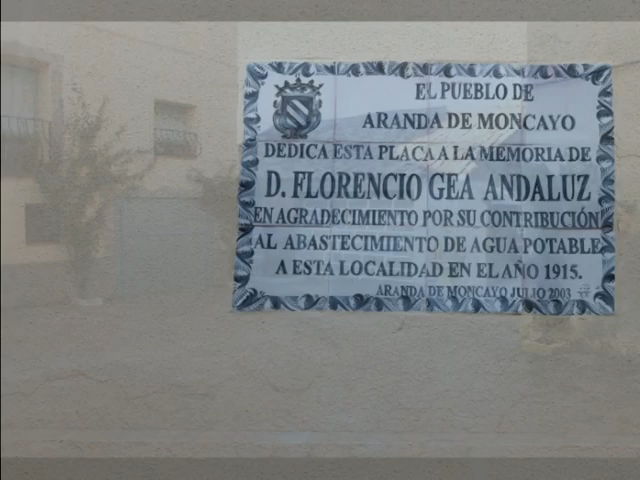 EL PUEBLO DE
ARANDA DE MONCAYO
DEDICA ESTA PLACA A LA MEMORIA DE
D. FLORENCIO GEA ANDALUZ
EN AGRADECIMIENTO POR SU CONTRIBUCIÓN
AL ABASTECIMIENTO DE AGUA POTABLE
A ESTA LOCALIDAD EN EL AÑO 1915.
ARANDA DE MONCAYO JULIO 2003